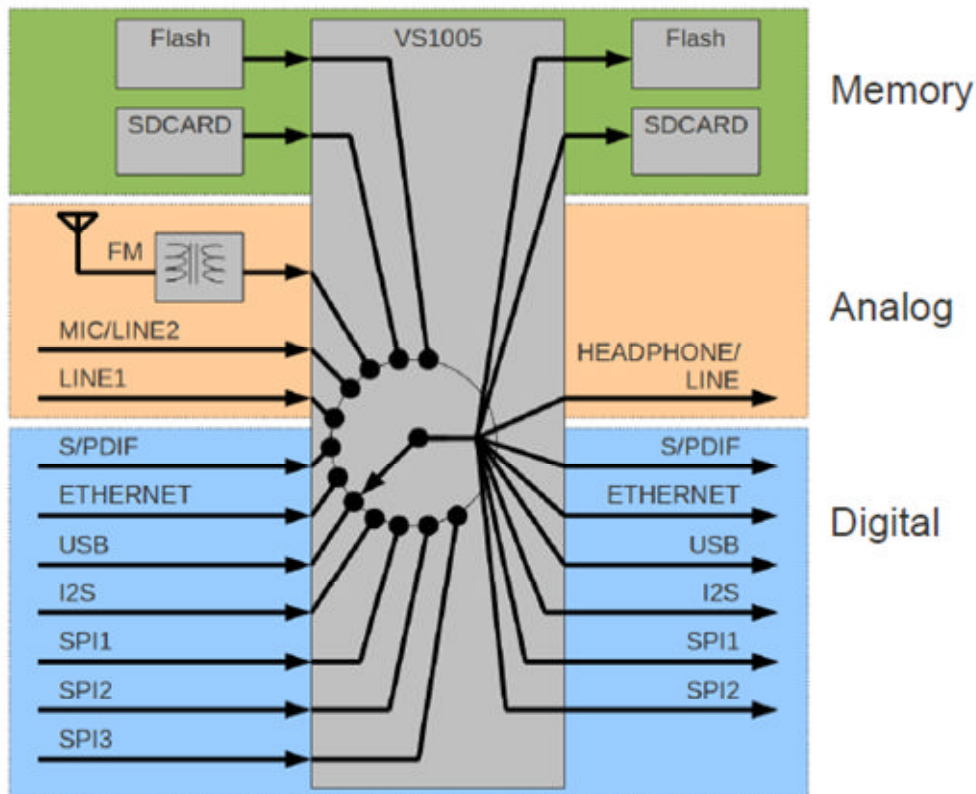 Flash
VS1005
Flash
Memory
SDCARD
SDCARD
FM
Analog
MIC/LINE2
HEADPHONE/
LINE
LINE1
S/PDIF
S/PDIF
ETHERNET
ETHERNET
Digital
USB
USB
I2S
I2S
SPI1
SPI1
SPI2
SPI2
SPI3